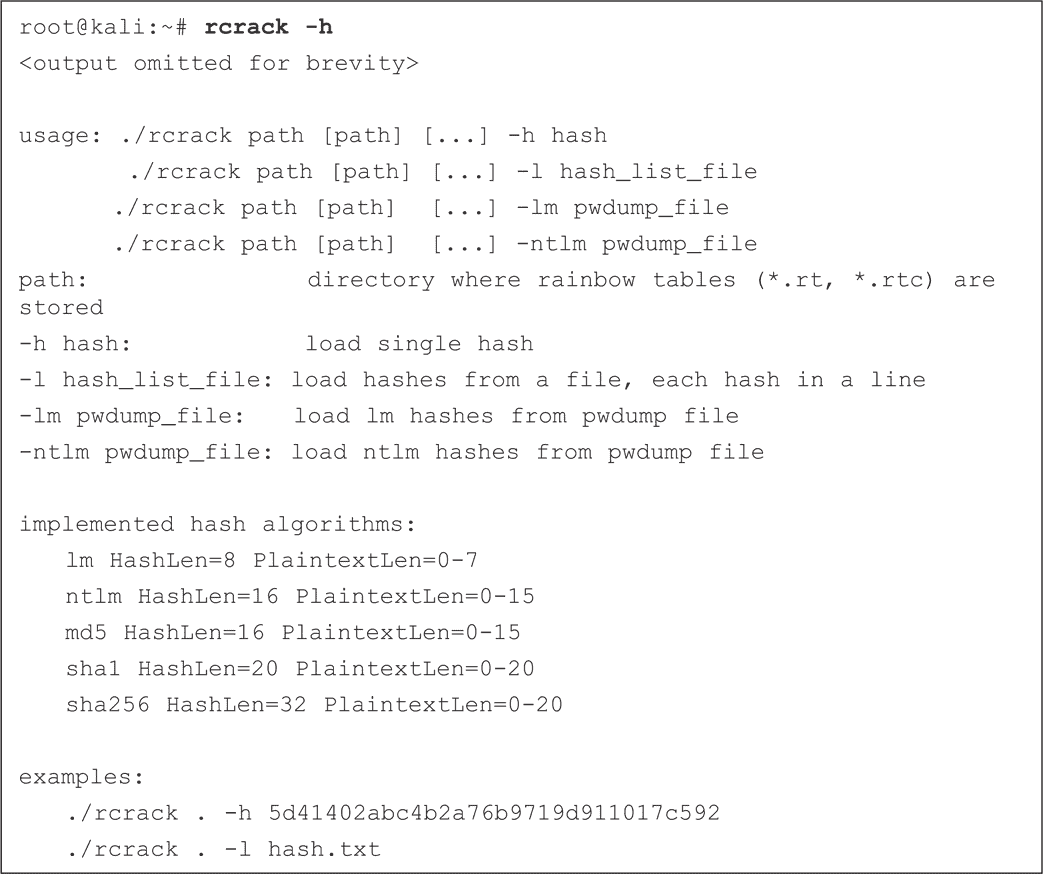 root@kali:~# rcrack -h
<output omitted for brevity>
usage: ./rcrack path [path] [...] -h hash
./rcrack path [path] [...] -l hash_list_file
./rcrack path [path] [...] -lm pwdump_file
./rcrack path [path] [...] -ntlm pwdump_file
path: directory where rainbow tables (*.rt, *.rtc) are
stored
-h hash: load single hash
-l hash_list_file: load hashes from a file, each hash in a line
-lm pwdump_file: load lm hashes from pwdump file
-ntlm pwdump_file: load ntlm hashes from pwdump file
implemented hash algorithms:
lm HashLen=8 PlaintextLen=0-7
ntlm HashLen=16 PlaintextLen=0-15
md5 HashLen=16 PlaintextLen=0-15
sha1 HashLen=20 PlaintextLen=0-20
sha256 HashLen=32 PlaintextLen=0-20
examples:
./rcrack . -h 5d41402abc4b2a76b9719d911017c592
./rcrack . -l hash.txt